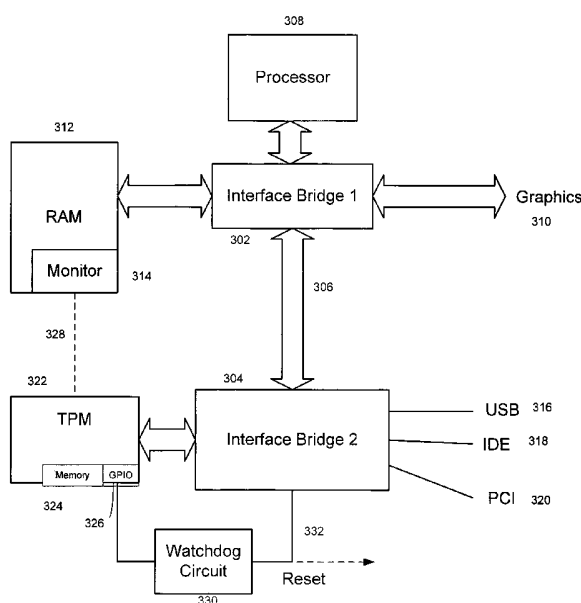 308
Processor
312
RAM
Interface Bridge 1
Graphics
310
302
Monitor
314
306
328
322
304
TPM
Interface Bridge 2
USB 316
IDE 318
PCI 320
Memory
GPIO
324
326
332
Watchdog
Circuit
Reset
330